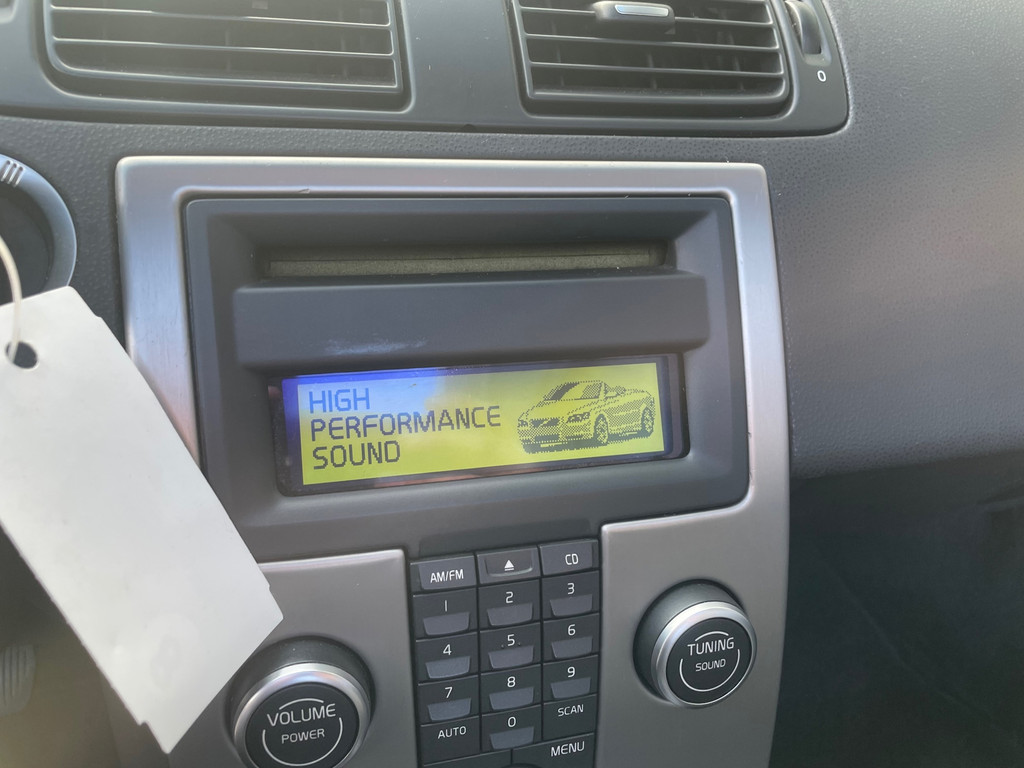 0
HIGH
PERFORMANCE
SOUND
AM/FM
CD
1
2
3
4
5
6
7
8
9
AUTO
0
SCAN
MENU
VOLUME
POWER
TUNING
SOUND